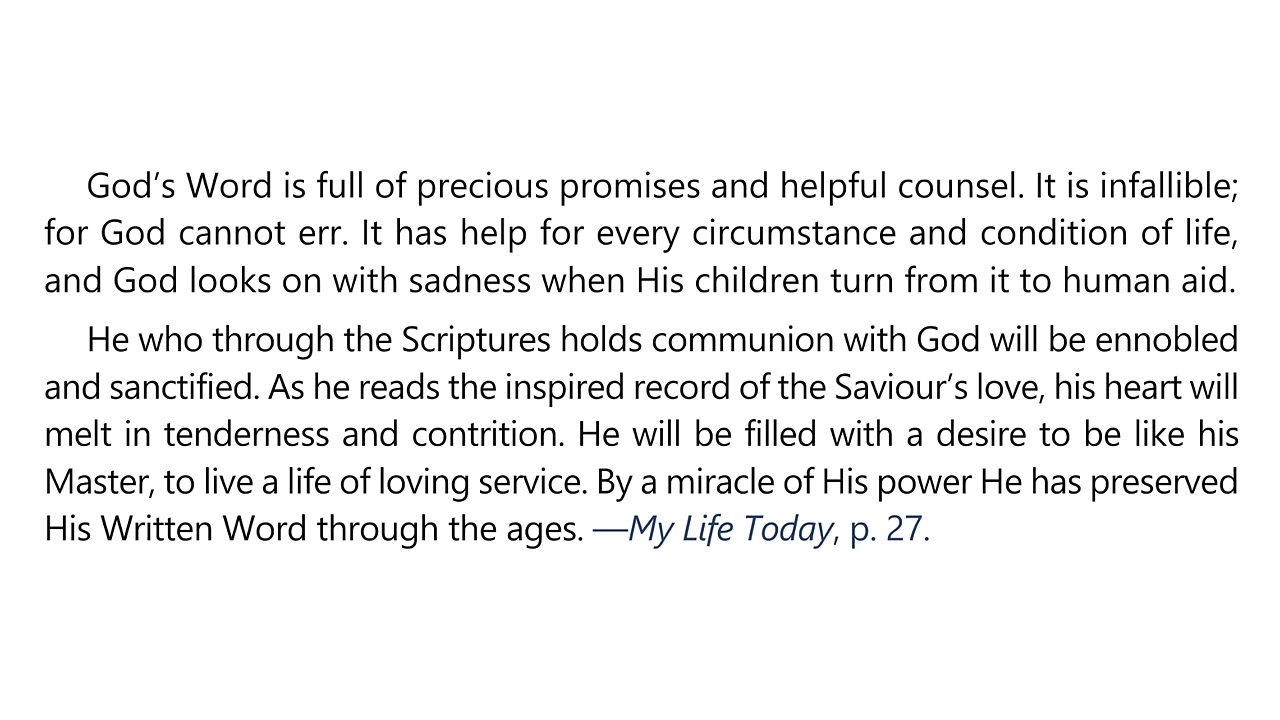 God’s Word is full of precious promises and helpful counsel. It is infallible;
for God cannot err. It has help for every circumstance and condition of life,
and God looks on with sadness when His children turn from it to human aid.
He who through the Scriptures holds communion with God will be ennobled
and sanctified. As he reads the inspired record of the Saviour’s love, his heart will
melt in tenderness and contrition. He will be filled with a desire to be like his
Master, to live a life of loving service. By a miracle of His power He has preserved
His Written Word through the ages. —My Life Today, p. 27.